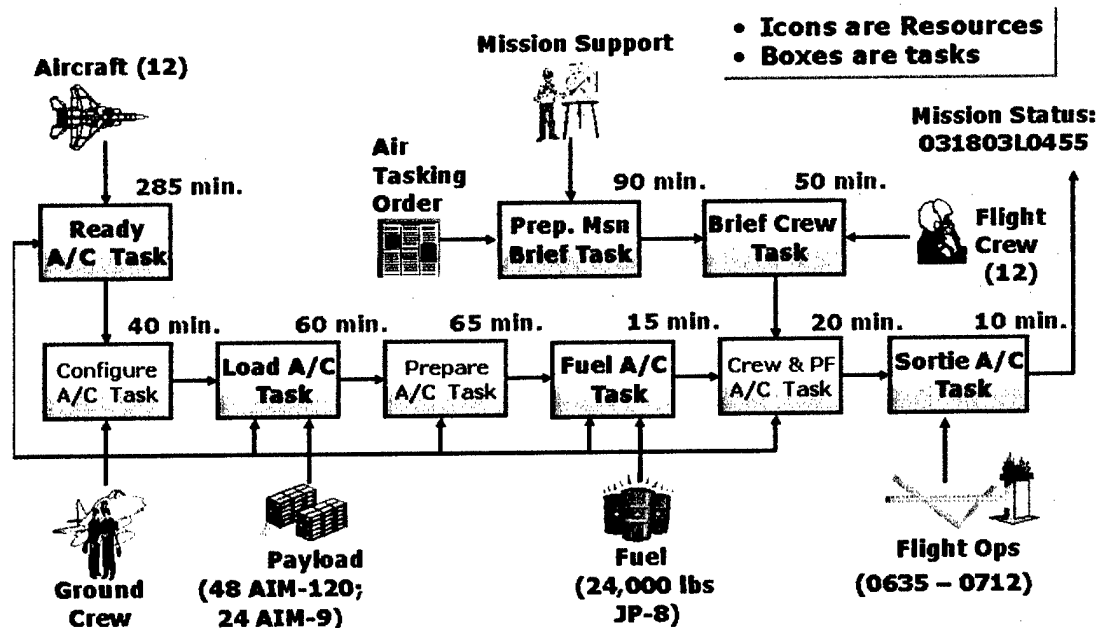 • Icons are Resources
• Boxes are tasks
Mission Support
Aircraft (12)
Mission Status:
031803L0455
Air
Tasking
Order
285 min.
90 min.
50 min.
Ready
A/C Task
Prep. Msn
Brief Task
Brief Crew
Task
Flight
Crew
(12)
40 min.
60 min.
65 min.
15 min.
20 min.
10 min.
Configure
A/C Task
Load A/C
Task
Prepare
A/C Task
Fuel A/C
Task
Crew & PF
A/C Task
Sortie A/C
Task
Ground
Crew
Payload
(48 AIM-120;
24 AIM-9)
Fuel
(24,000 lbs
JP-8)
Flight Ops
(0635 – 0712)